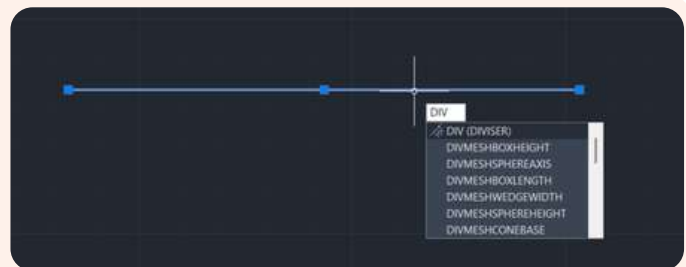 DIV
DIV (DIVISER)
DIVMESHBOXHEIGHT
DIVMESHSPHEREAXIS
DIVMESHBOXLENGTH
DIVMESHWEDGEWIDTH
DIVMESHSPHEREHEIGHT
DIVMESHCONEBASE